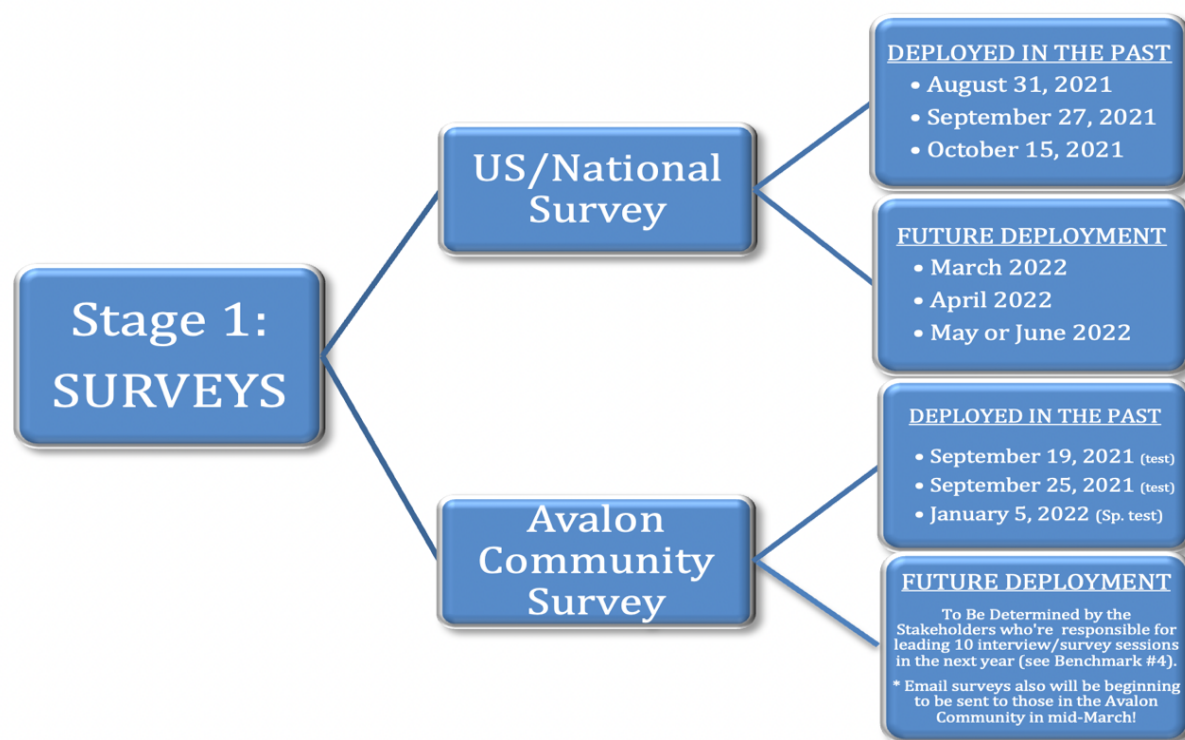 Stage 1:
SURVEYS
US/National
Survey
DEPLOYED IN THE PAST
• August 31, 2021
• September 27, 2021
• October 15, 2021
FUTURE DEPLOYMENT
• March 2022
• April 2022
• May or June 2022
Avalon
Community
Survey
DEPLOYED IN THE PAST
• September 19, 2021 (test)
• September 25, 2021 (test)
• January 5, 2022 (Sp. test)
FUTURE DEPLOYMENT
To Be Determined by the
Stakeholders who're responsible for
leading 10 interview/survey sessions
in the next year (see Benchmark #4).
* Email surveys also will be beginning
to be sent to those in the Avalon
Community in mid-March!